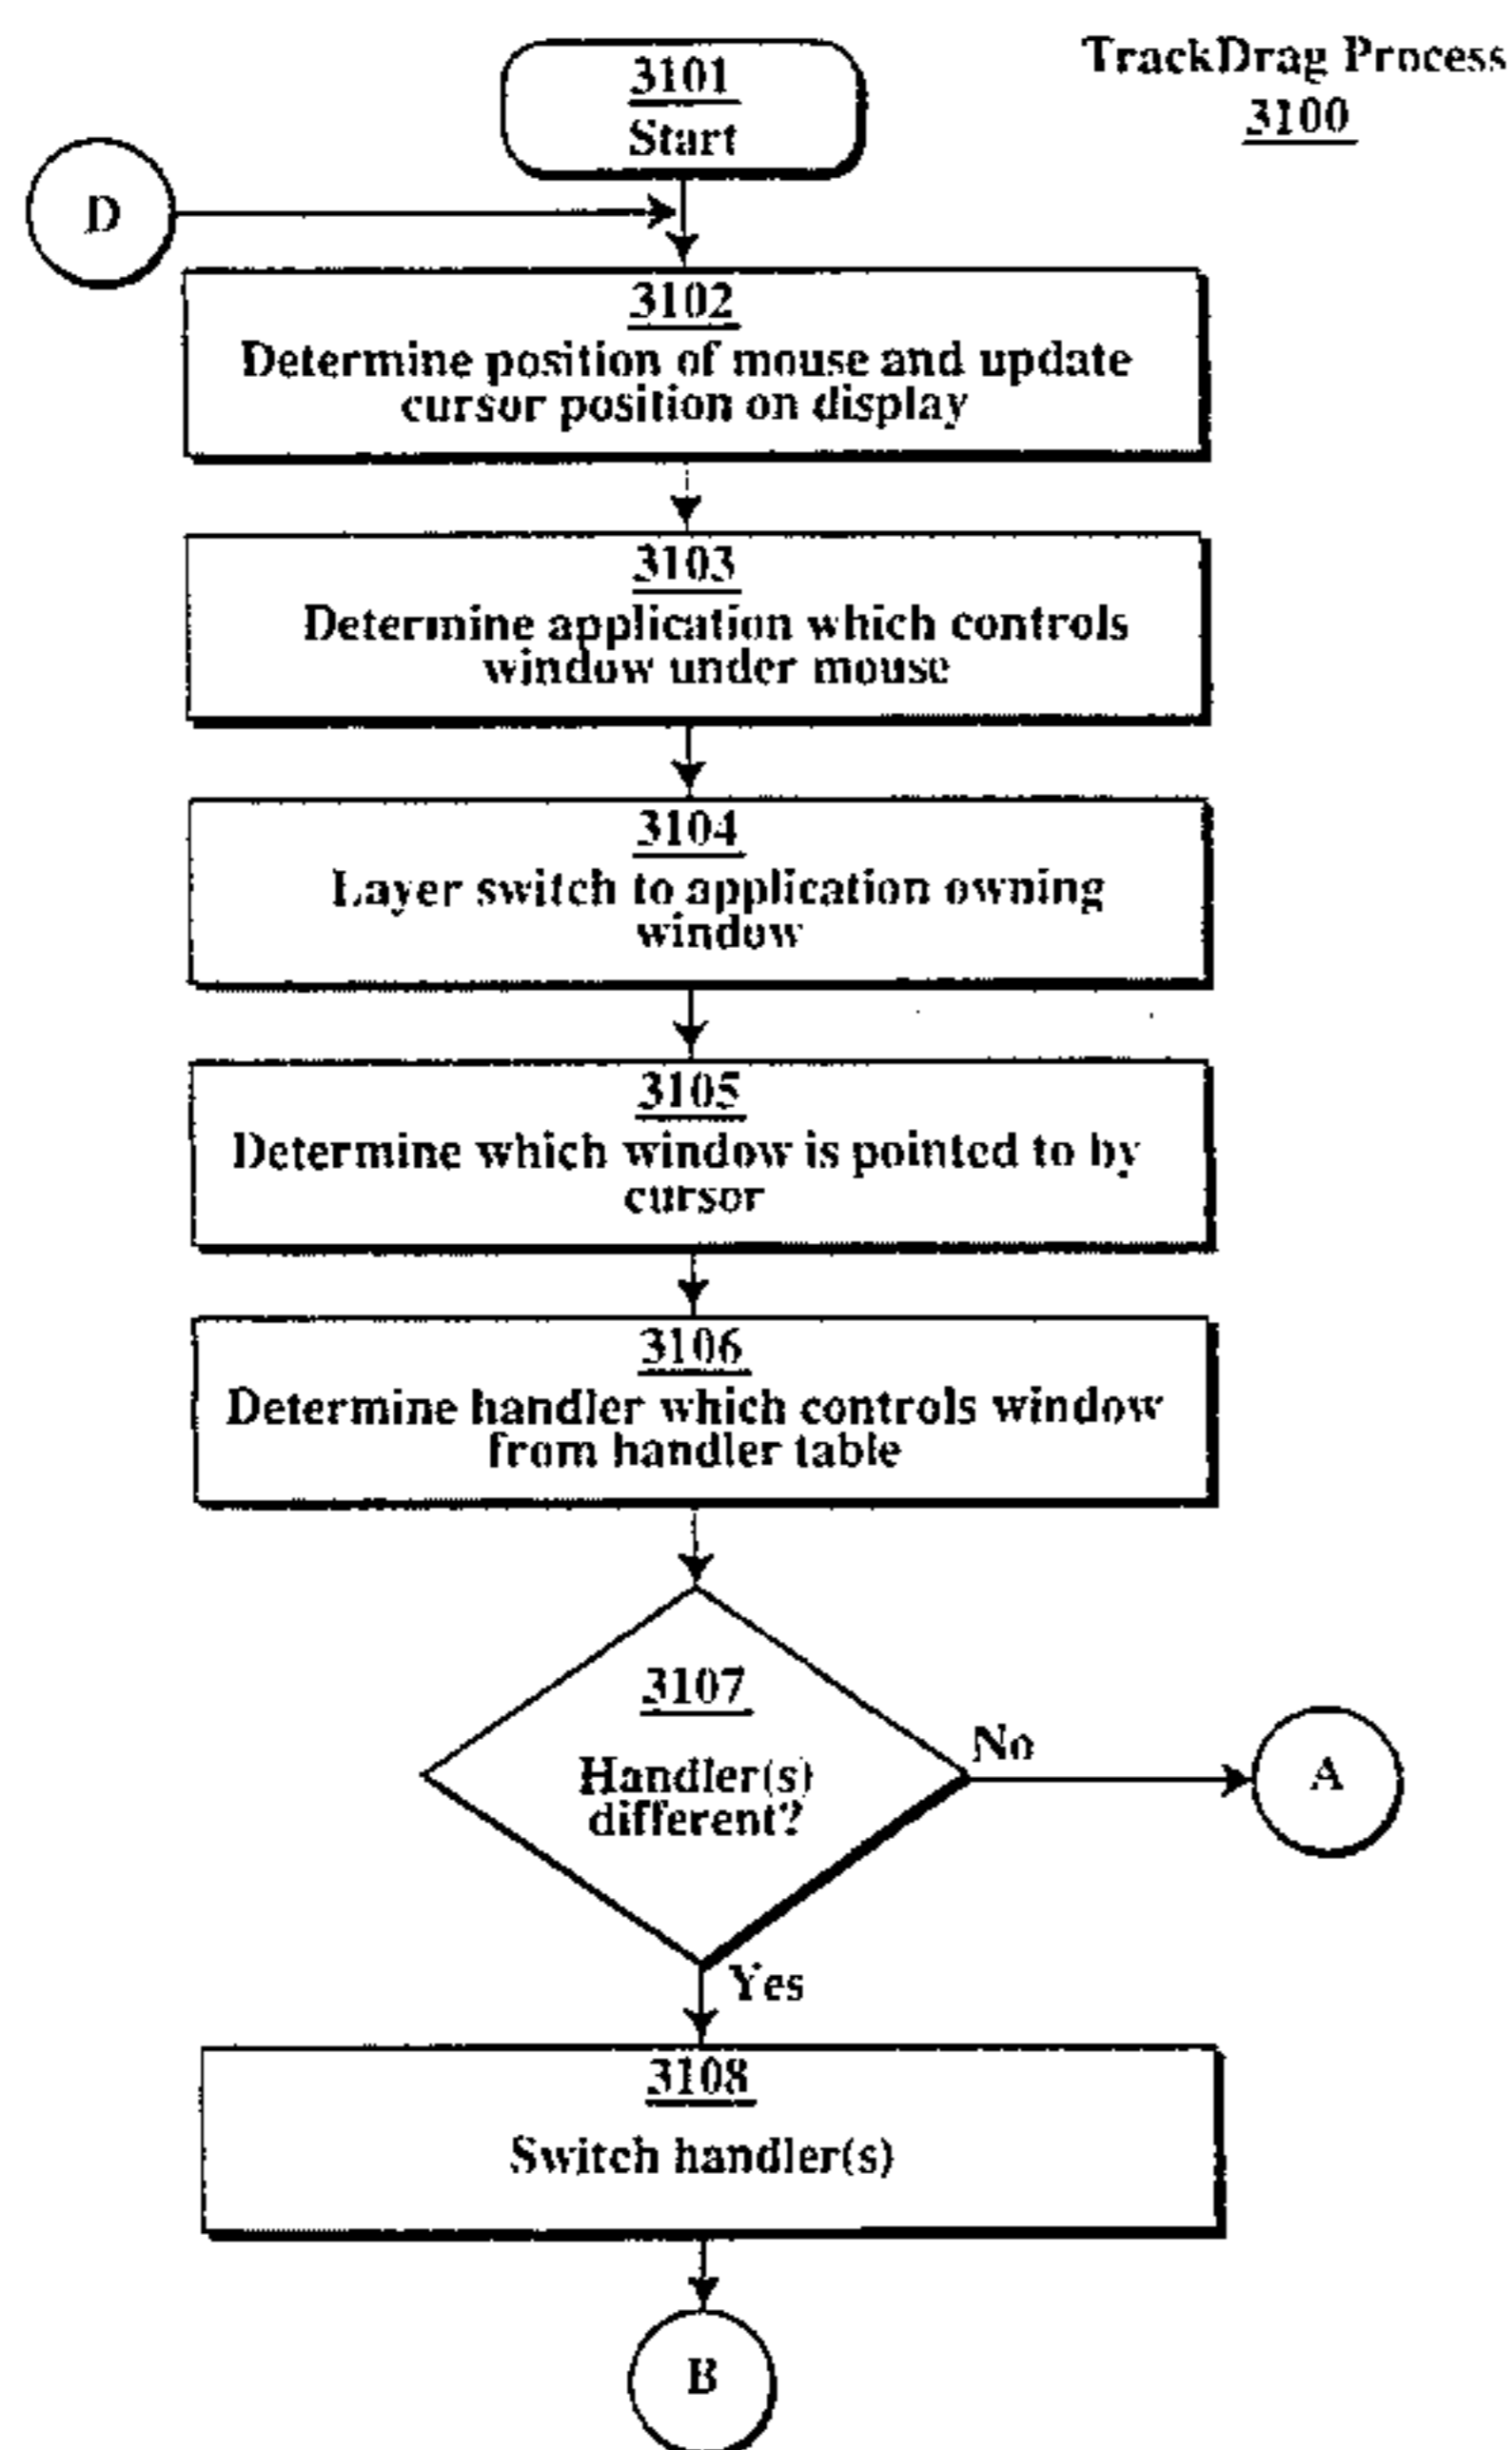 TrackDrag Process
3100
3101
Start
D
3102
Determine position of mouse and update
cursor position on display
3103
Determine application which controls
window under mouse
3104
Layer switch to application owning
window
3105
Determine which window is pointed to by
cursor
3106
Determine handler which controls window
from handler table
3107
Handler(s)
different?
No
A
Yes
3108
Switch handler(s)
B